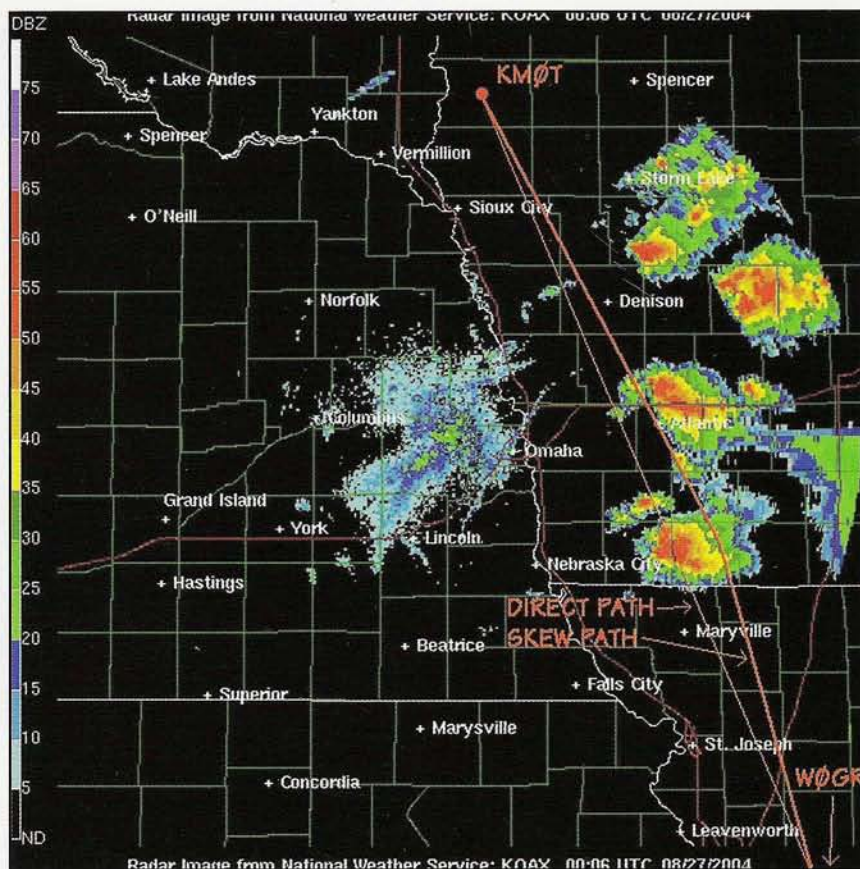 Radar Image from National Weather Service: KOAX 00:06 UTC 08/27/2004
DBZ
75
70
65
60
55
50
45
40
35
30
25
20
15
10
5
ND
KMØT
Lake Andes
Spencer
Yankton
Spencer
Vermillion
Storm Lake
O'Neill
Sioux City
Norfolk
Denison
Columbus
Atlantic
Omaha
Grand Island
York
Lincoln
Nebraska City
Hastings
DIRECT PATH
SKEW PATH
Maryville
Beatrice
Falls City
Superior
Marysville
St. Joseph
Concordia
WØGR
Leavenworth
Radar Image from National Weather Service: KOAX 00:06 UTC 08/27/2004